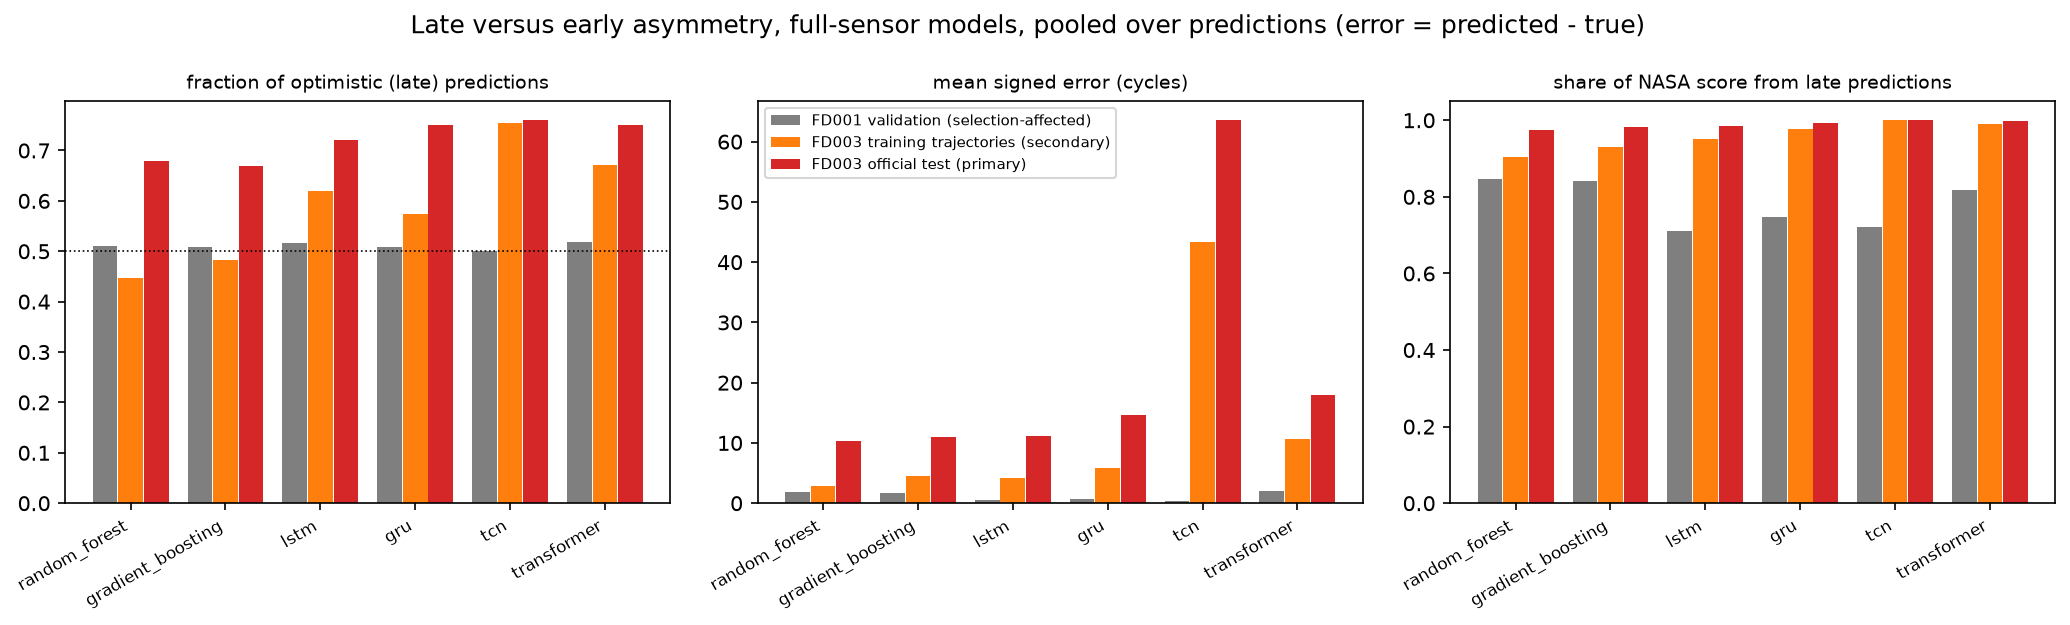 Late versus early asymmetry, full-sensor models, pooled over predictions (error = predicted - true)
fraction of optimistic (late) predictions
0.7
0.6
0.5
0.4
0.3
0.2
0.1
0.0
random_forest
gradient_boosting
lstm
gru
tcn
transformer
mean signed error (cycles)
FD001 validation (selection-affected)
FD003 training trajectories (secondary)
FD003 official test (primary)
60
50
40
30
20
10
0
random_forest
gradient_boosting
lstm
gru
tcn
transformer
share of NASA score from late predictions
1.0
0.8
0.6
0.4
0.2
0.0
random_forest
gradient_boosting
lstm
gru
tcn
transformer